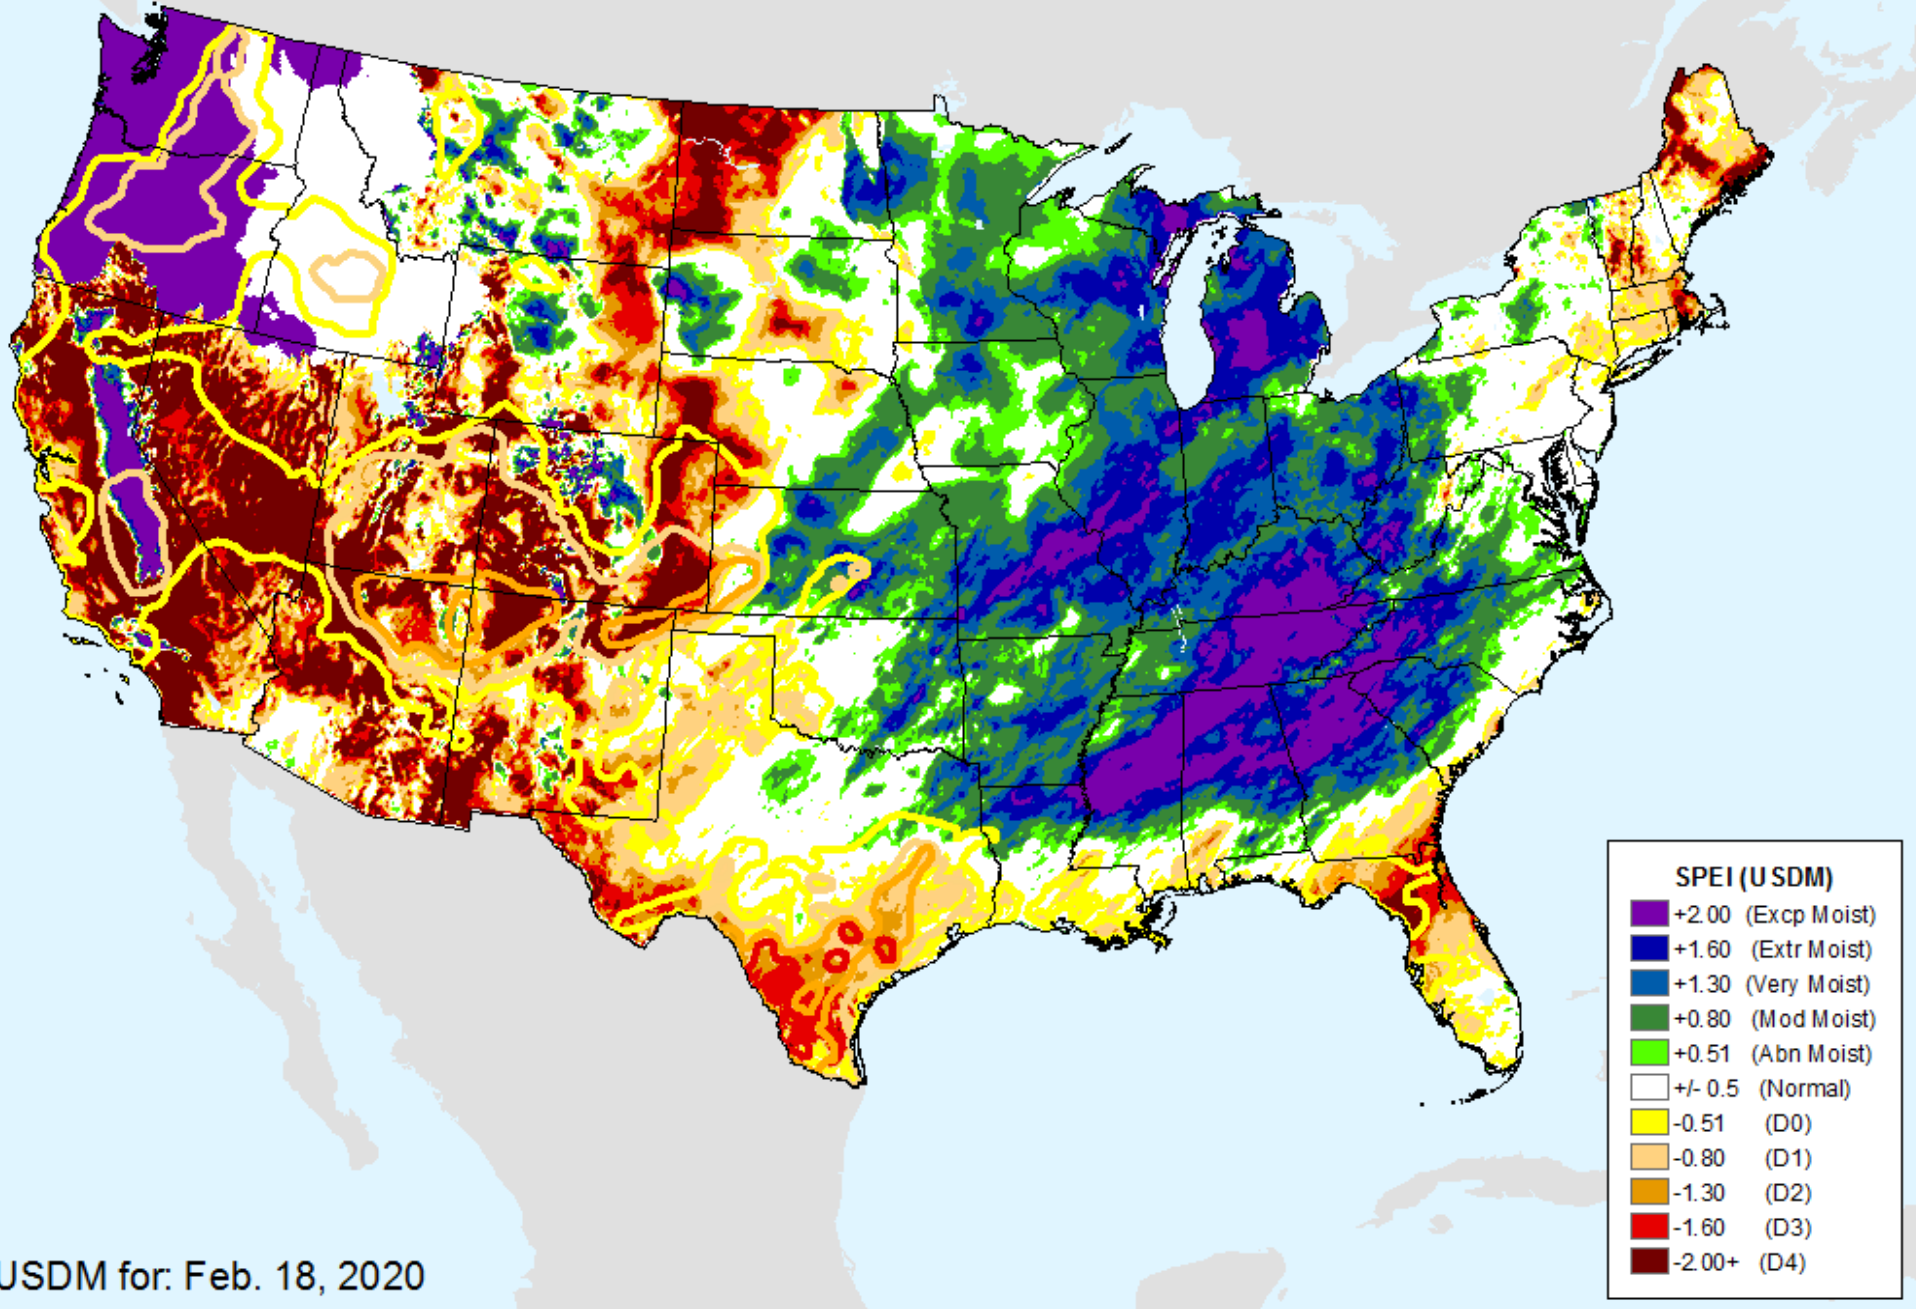 SPEI (USDM)
+2.00 (Excp Moist)
+1.60 (Extr Moist)
+1.30 (Very Moist)
+0.80 (Mod Moist)
+0.51 (Abn Moist)
+/- 0.5 (Normal)
-0.51 (D0)
-0.80 (D1)
-1.30 (D2)
-1.60 (D3)
-2.00+ (D4)
USDM for: Feb. 18, 2020